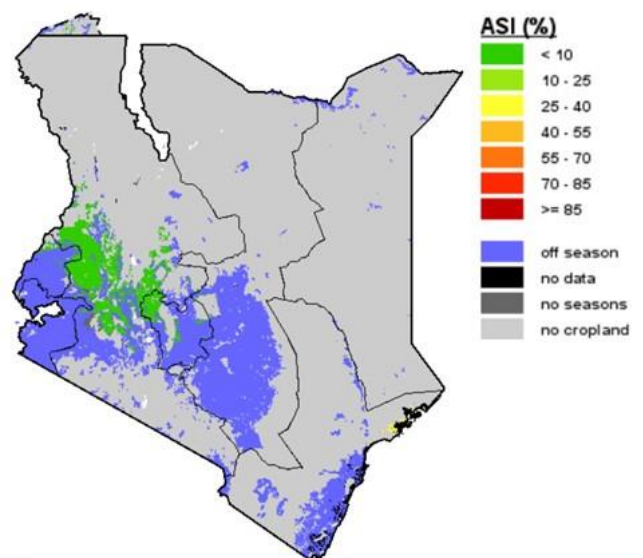 ASI (%)
< 10
10 - 25
25 - 40
40 - 55
55 - 70
70 - 85
>= 85
off season
no data
no seasons
no cropland